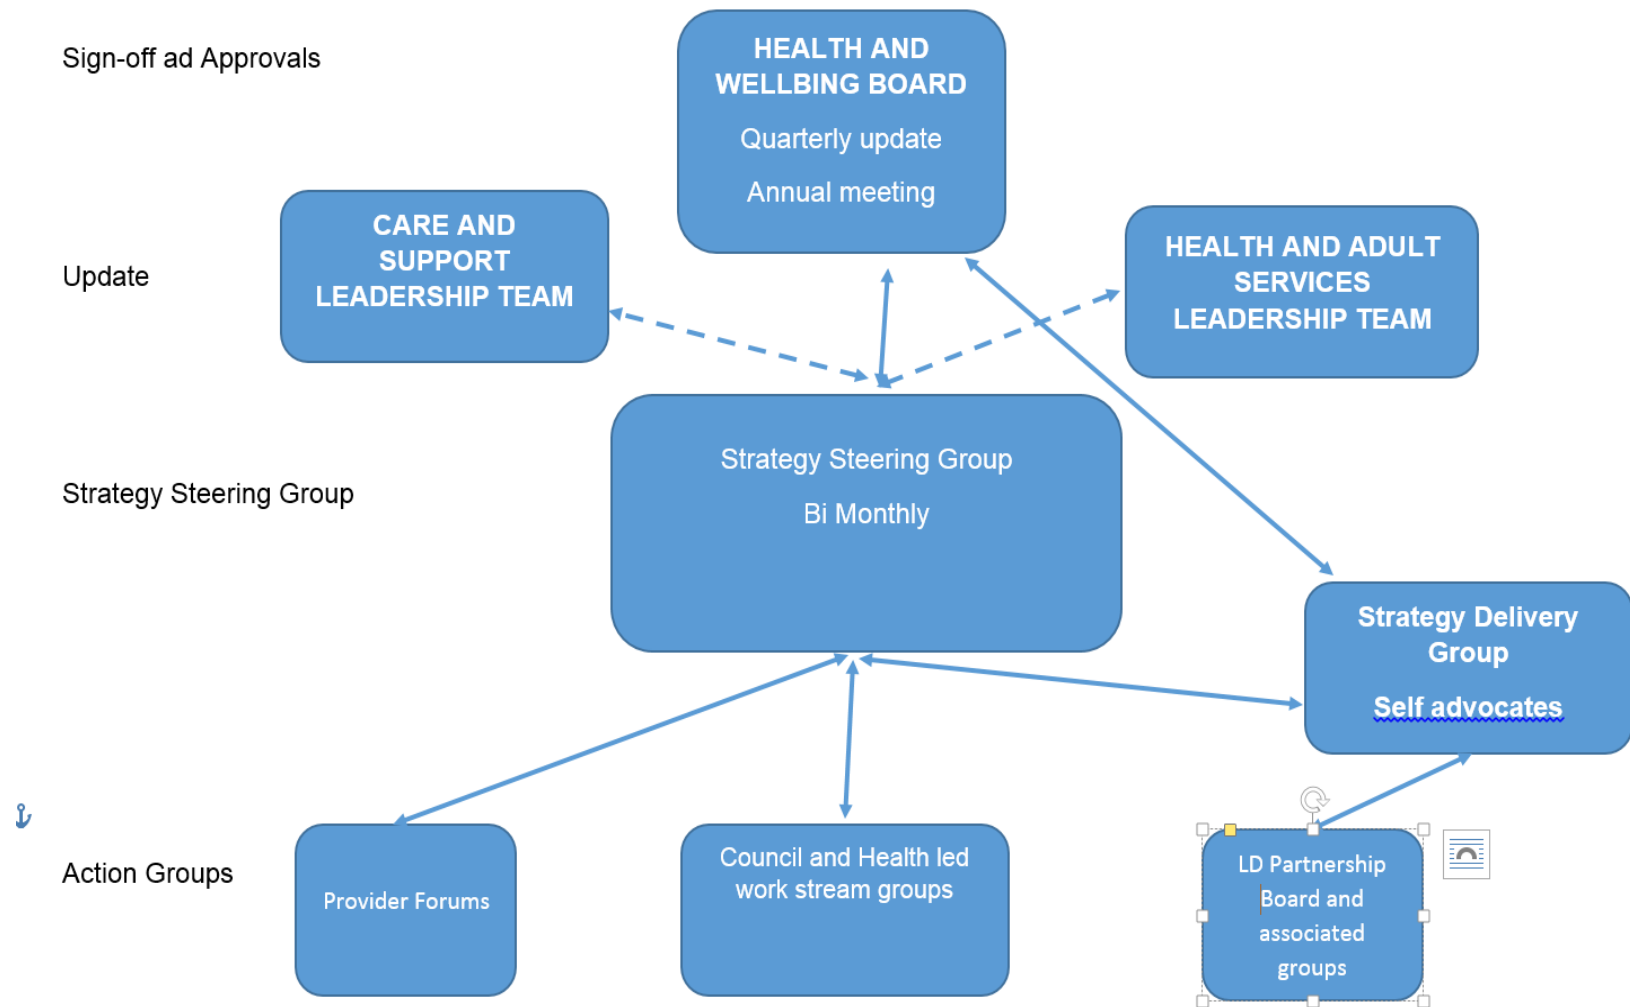 Sign-off ad Approvals
HEALTH AND
WELLBING BOARD
Quarterly update
Annual meeting
Update
CARE AND
SUPPORT
LEADERSHIP TEAM
HEALTH AND ADULT
SERVICES
LEADERSHIP TEAM
Strategy Steering Group
Strategy Steering Group
Bi Monthly
Strategy Delivery
Group
Self advocates
Action Groups
Provider Forums
Council and Health led
work stream groups
LD Partnership
Board and
associated
groups